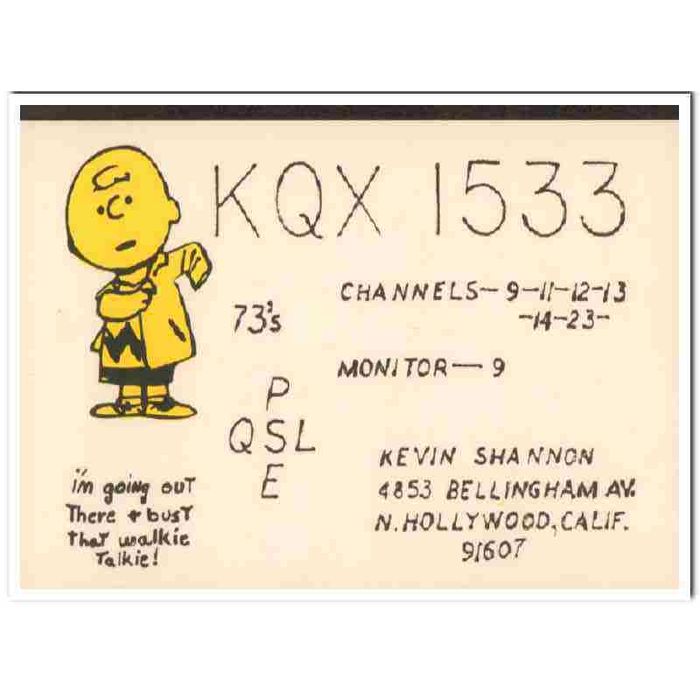 KQX 1533
CHANNELS—9—11—12—13
—14—23—
73's
MONITOR—9
P
QSL
E
KEVIN SHANNON
4853 BELLINGHAM AV.
N. HOLLYWOOD, CALIF.
91607
i'm going out
There + bust
that walkie
Talkie!